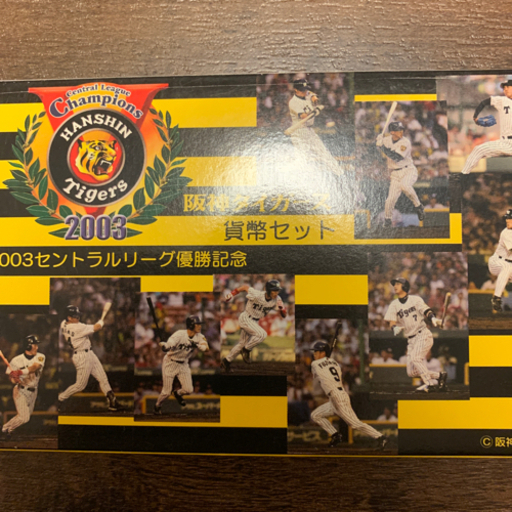 Central League
Champions
HANSHIN
Tigers
2003
阪神タイガース
貨幣セット
2003セントラルリーグ優勝記念
9
© 阪神